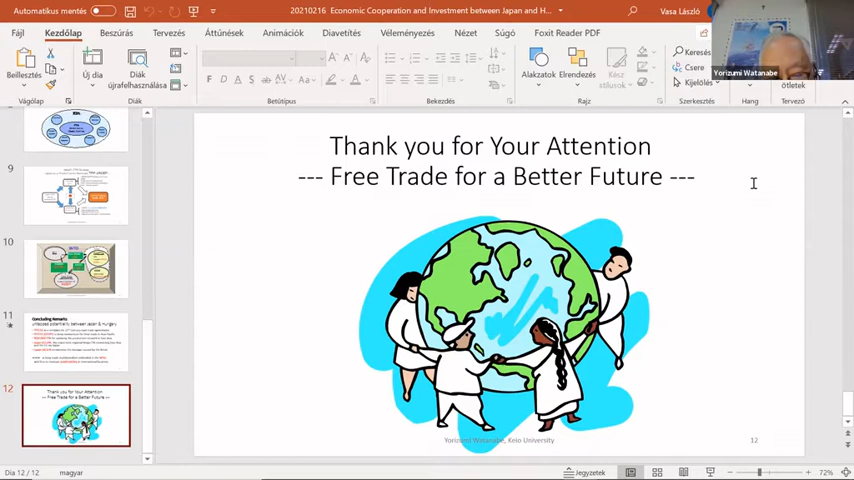 Automatikus mentés
20210216 Economic Cooperation and Investment between Japan and H...
Vasa László
Fájl Kezdőlap Beszúrás Tervezés Áttűnések Animációk Diavetítés Véleményezés Nézet Súgó Foxit Reader PDF
Beillesztés
Új dia
Diák újrafelhasználása
Alakzatok
Elrendezés
Kész stílusok
Keresés
Csere
Kijelölés
ötletek
Vágólap
Diák
Betűtípus
Bekezdés
Rajz
Szerkesztés
Hang
Tervező
Yorizumi Watanabe
9
10
11
Concluding Remarks:
12
Thank you for Your Attention
--- Free Trade for a Better Future ---
Thank you for Your Attention
--- Free Trade for a Better Future ---
Yorizumi Watanabe, Keio University
12
Dia 12 / 12
magyar
Jegyzetek
72%